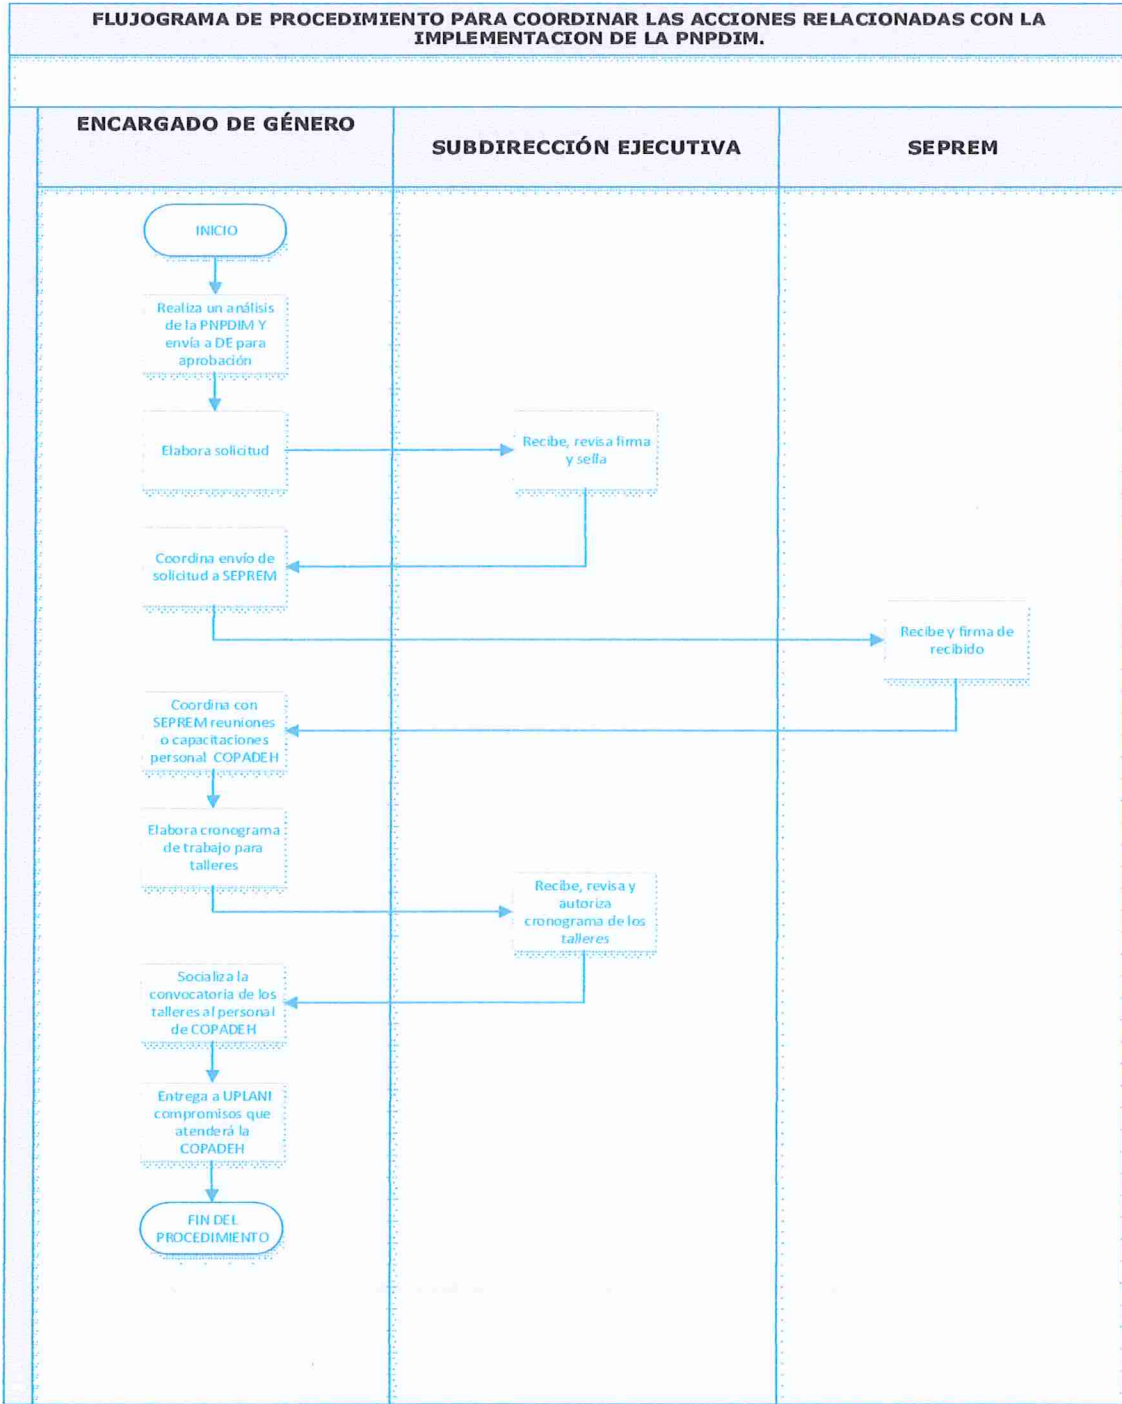 FLUJOGRAMA DE PROCEDIMIENTO PARA COORDINAR LAS ACCIONES RELACIONADAS CON LA
IMPLEMENTACION DE LA PNPDIM.
ENCARGADO DE GÉNERO
SUBDIRECCIÓN EJECUTIVA
SEPREM
INICIO
Realiza un análisis
de la PNPDIM Y
envía a DE para
aprobación
Elabora solicitud
Recibe, revisa firma
y sella
Coordina envío de
solicitud a SEPREM
Recibe y firma de
recibido
Coordina con
SEPREM reuniones
o capacitaciones
personal COPADEH
Elabora cronograma
de trabajo para
talleres
Recibe, revisa y
autoriza
cronograma de los
talleres
Socializa la
convocatoria de los
talleres al personal
de COPADEH
Entrega a UPLANI
compromisos que
atenderá la
COPADEH
FIN DEL
PROCEDIMIENTO